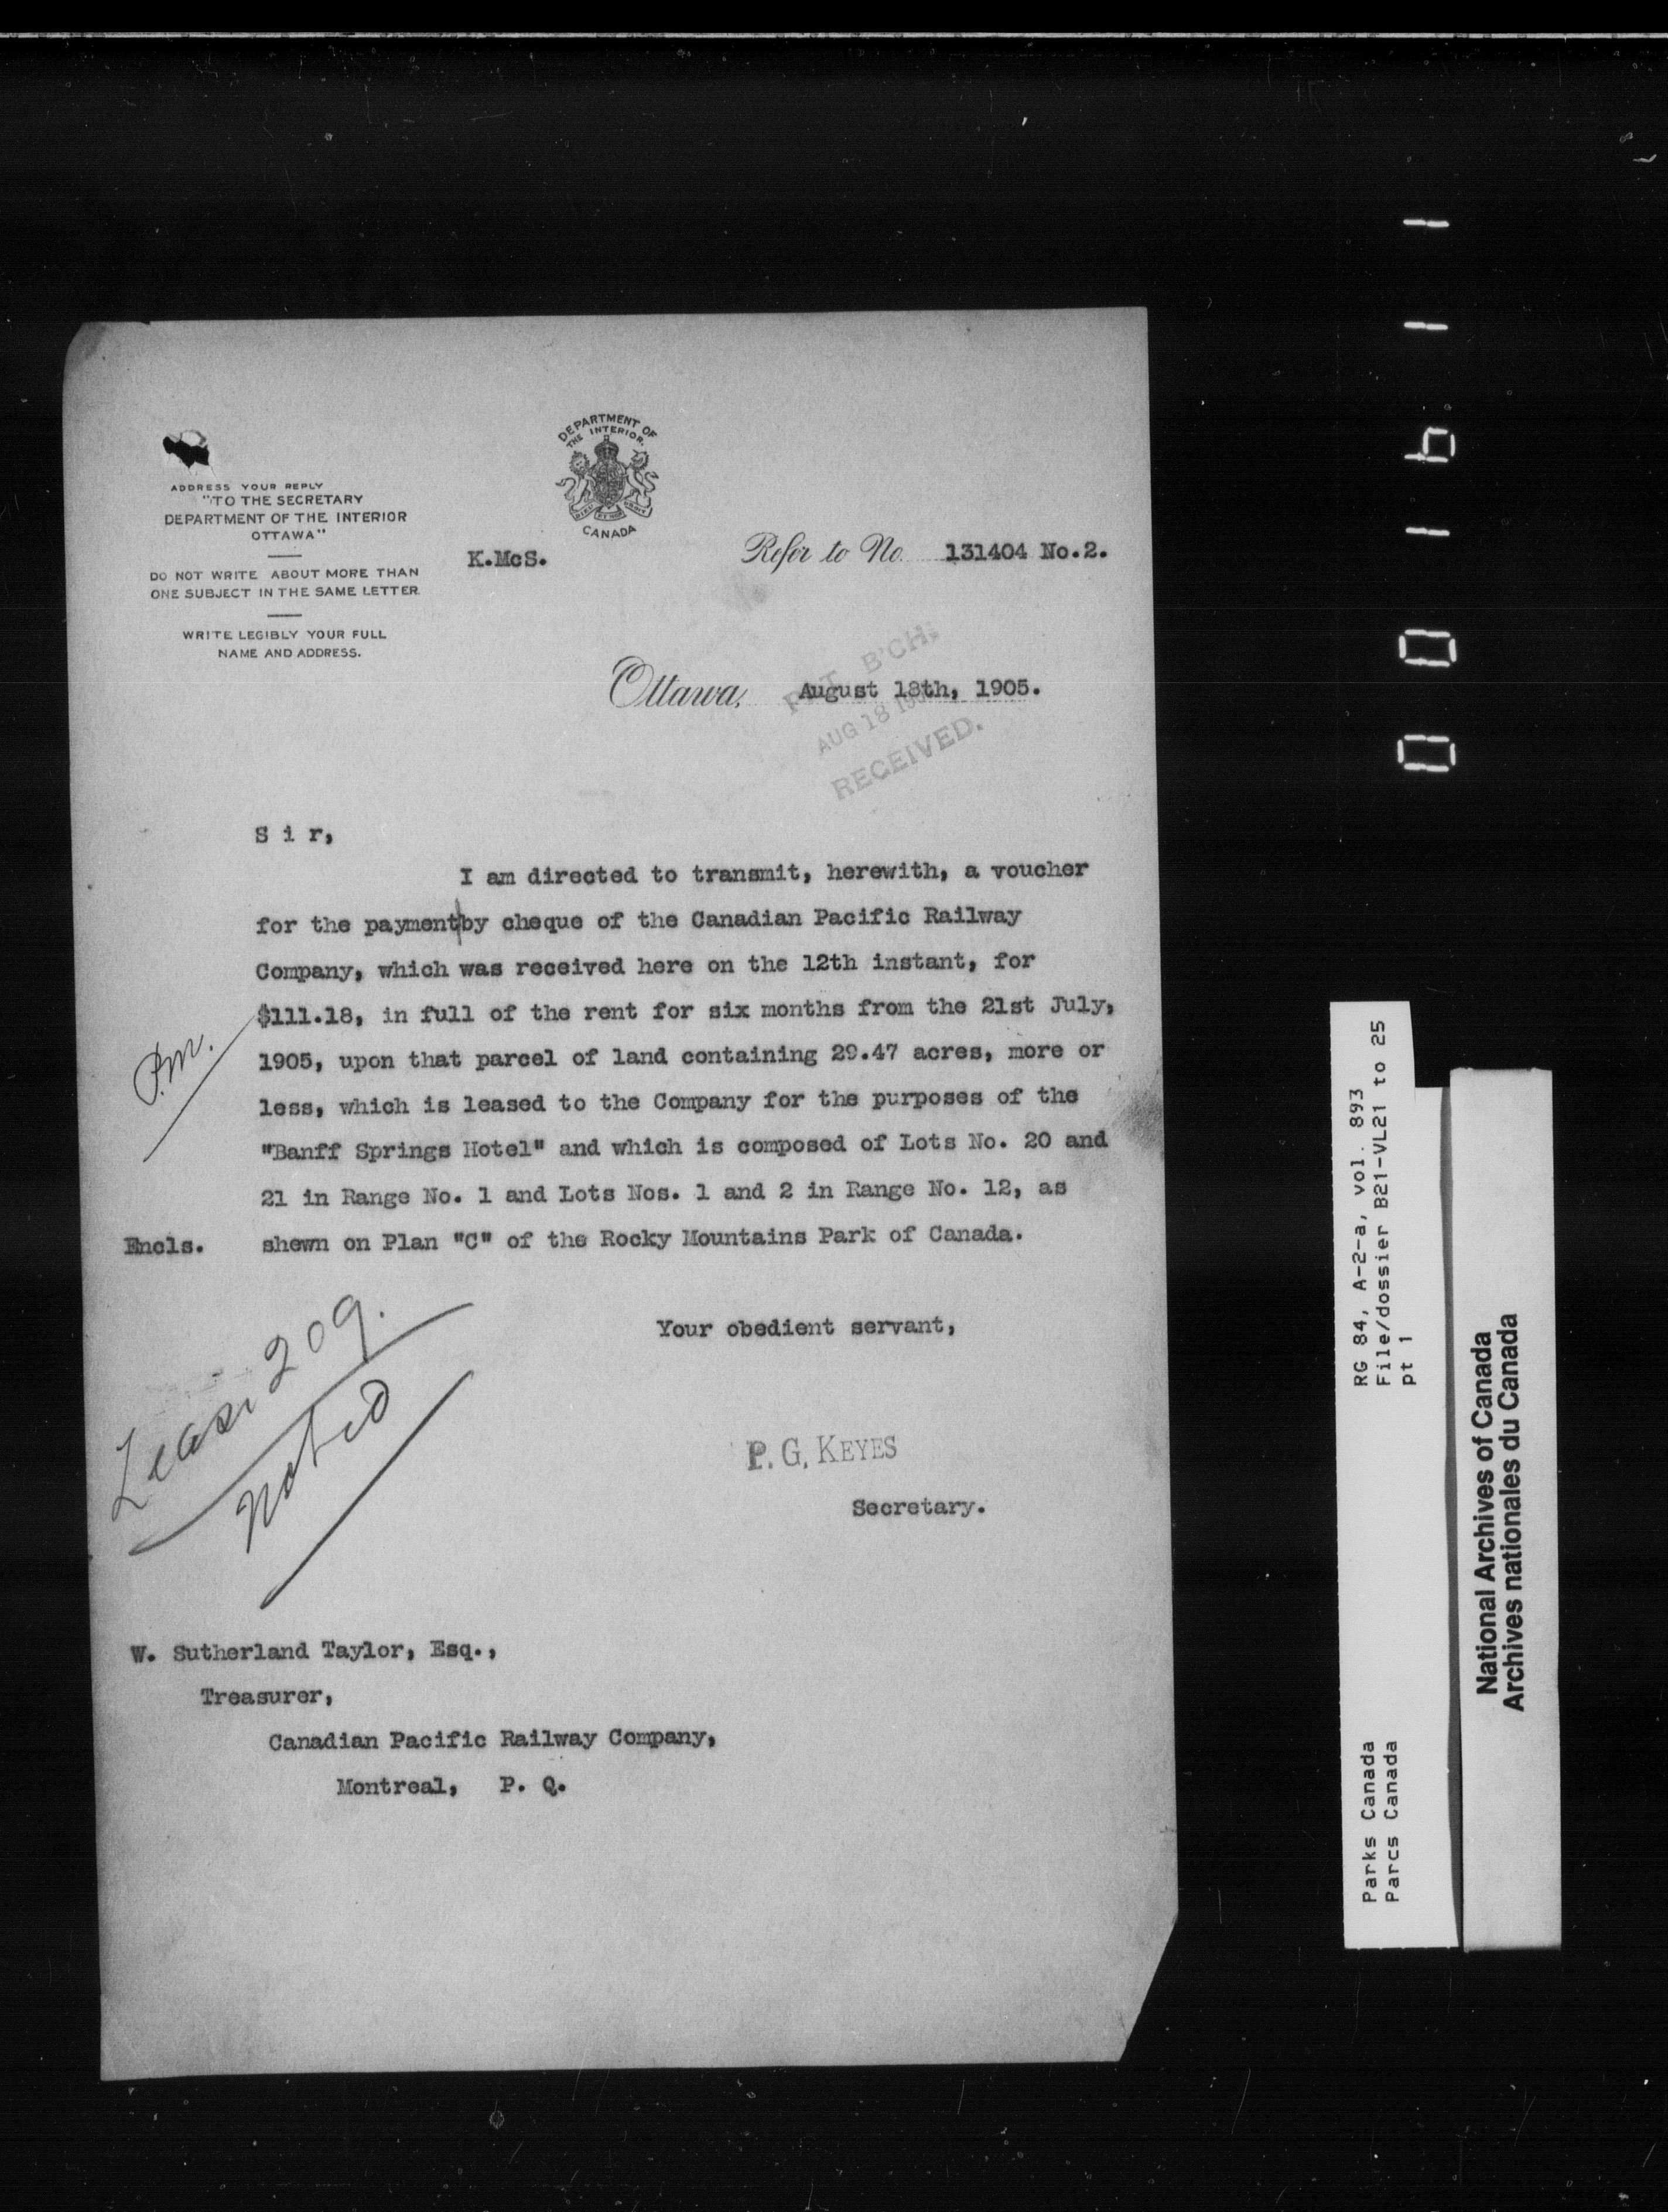 DEPARTMENT OF
THE INTERIOR.
CANADA
ADDRESS YOUR REPLY
"TO THE SECRETARY
DEPARTMENT OF THE INTERIOR
OTTAWA"
DO NOT WRITE ABOUT MORE THAN
ONE SUBJECT IN THE SAME LETTER.
WRITE LEGIBLY YOUR FULL
NAME AND ADDRESS.
K.McS.
Refer to No. 131404 No.2.
Ottawa, August 18th, 1905.
B'CH.
AUG 18
RECEIVED.
S i r,
I am directed to transmit, herewith, a voucher
for the payment|by cheque of the Canadian Pacific Railway
Company, which was received here on the 12th instant, for
$111.18, in full of the rent for six months from the 21st July,
1905, upon that parcel of land containing 29.47 acres, more or
less, which is leased to the Company for the purposes of the
"Banff Springs Hotel" and which is composed of Lots No. 20 and
21 in Range No. 1 and Lots Nos. 1 and 2 in Range No. 12, as
Encls. shewn on Plan "C" of the Rocky Mountains Park of Canada.
P.M.
Your obedient servant,
Lease 209.
Noted
P. G. KEYES
Secretary.
W. Sutherland Taylor, Esq.,
Treasurer,
Canadian Pacific Railway Company,
Montreal, P. Q.
RG 84, A-2-a, vol. 893
File/dossier B21-VL21 to 25
pt 1
Parks Canada
Parcs Canada
National Archives of Canada
Archives nationales du Canada